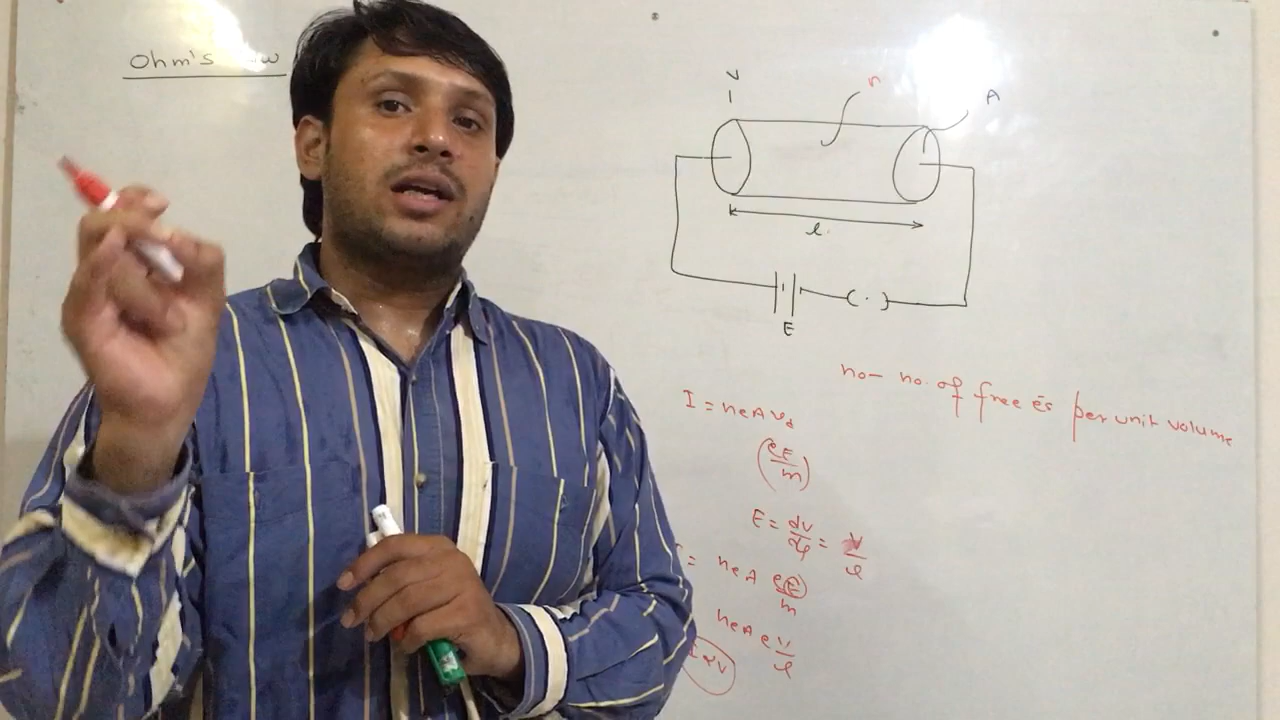 Ohm's
V
n
A
l
E
no- no. of free es per unit volume
I = neAvd
(eE/m)
E = dv/dl = V/l
= neA eE/m
neA e V/l
I α V